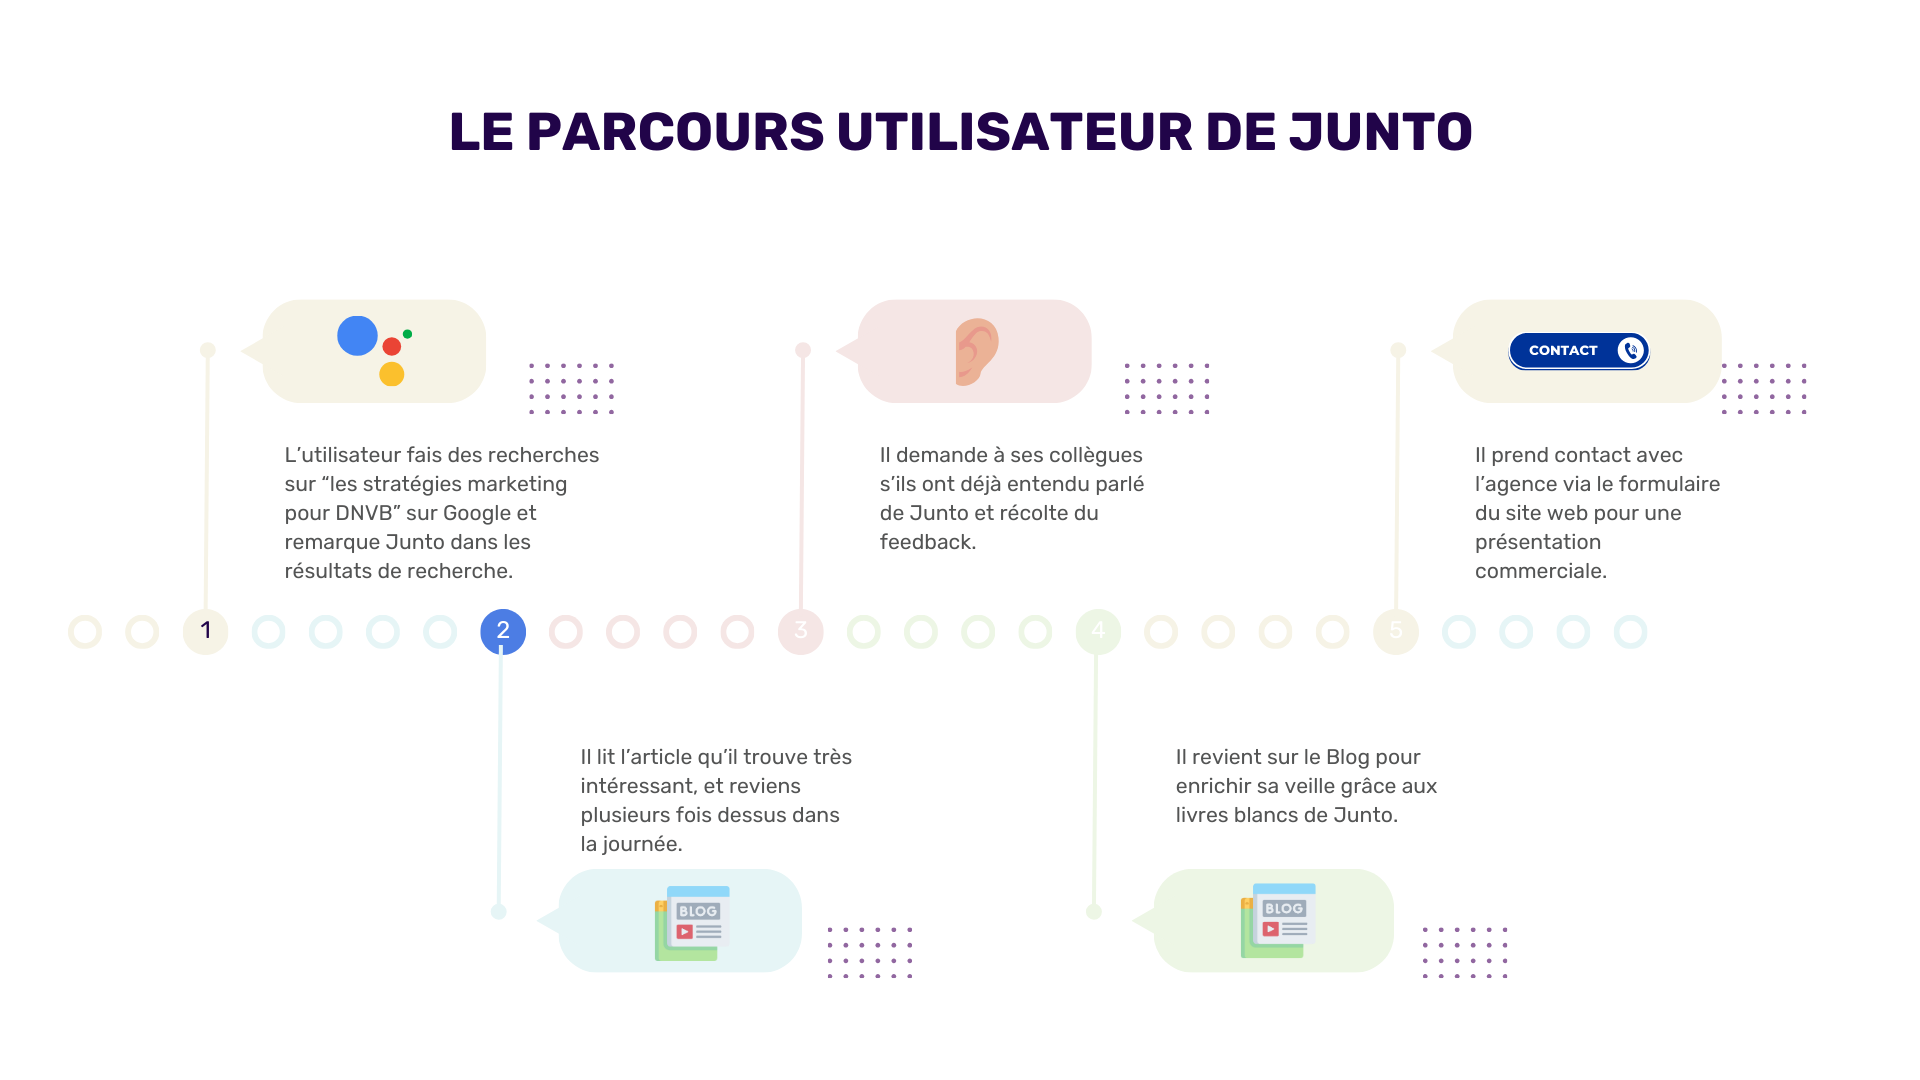 LE PARCOURS UTILISATEUR DE JUNTO
L’utilisateur fais des recherches
sur “les stratégies marketing
pour DNVB” sur Google et
remarque Junto dans les
résultats de recherche.
Il demande à ses collègues
s’ils ont déjà entendu parlé
de Junto et récolte du
feedback.
CONTACT
Il prend contact avec
l’agence via le formulaire
du site web pour une
présentation
commerciale.
1
2
3
4
5
Il lit l’article qu’il trouve très
intéressant, et reviens
plusieurs fois dessus dans
la journée.
BLOG
Il revient sur le Blog pour
enrichir sa veille grâce aux
livres blancs de Junto.
BLOG